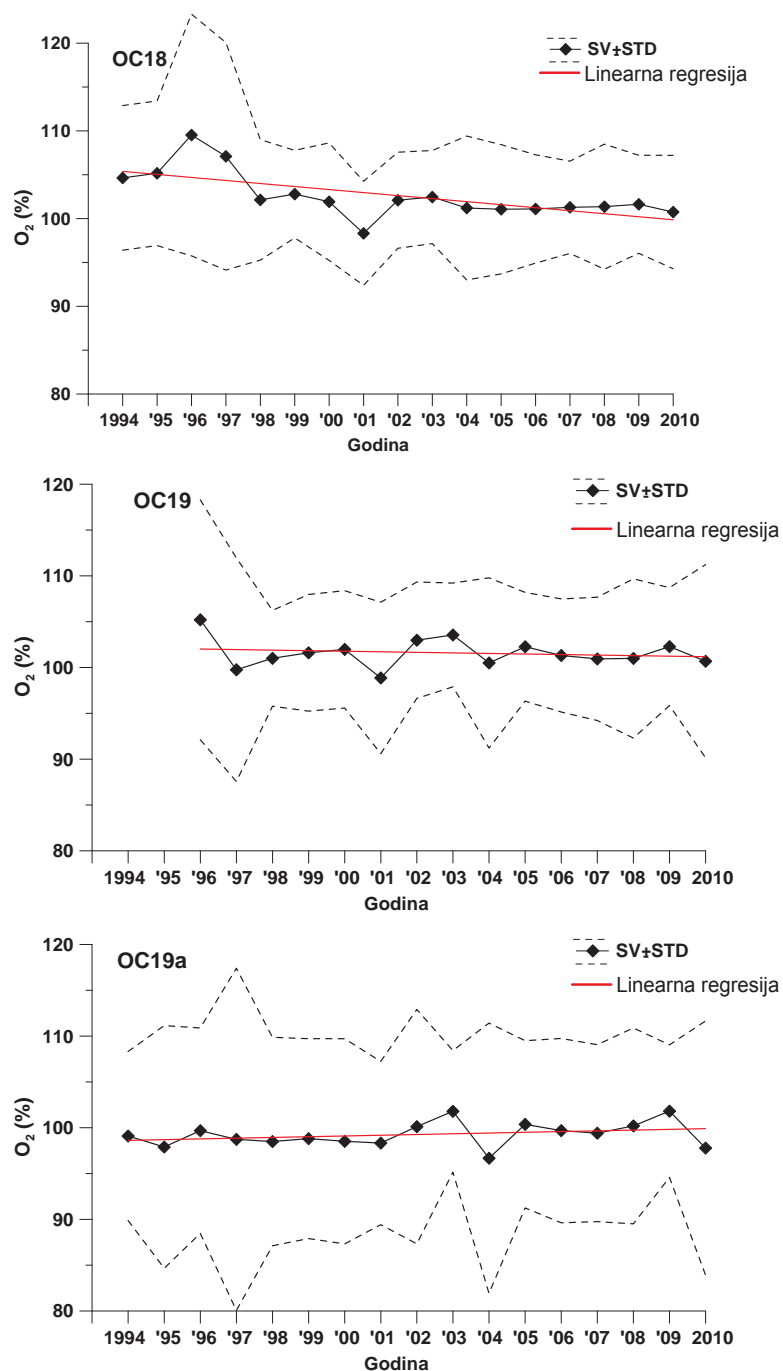 OC18
SV±STD
Linearna regresija
O₂ (%)
120
110
100
90
80
1994 '95 '96 '97 '98 '99 '00 '01 '02 '03 '04 '05 '06 '07 '08 '09 2010
Godina
OC19
SV±STD
Linearna regresija
O₂ (%)
120
110
100
90
80
1994 '95 '96 '97 '98 '99 '00 '01 '02 '03 '04 '05 '06 '07 '08 '09 2010
Godina
OC19a
SV±STD
Linearna regresija
O₂ (%)
120
110
100
90
80
1994 '95 '96 '97 '98 '99 '00 '01 '02 '03 '04 '05 '06 '07 '08 '09 2010
Godina